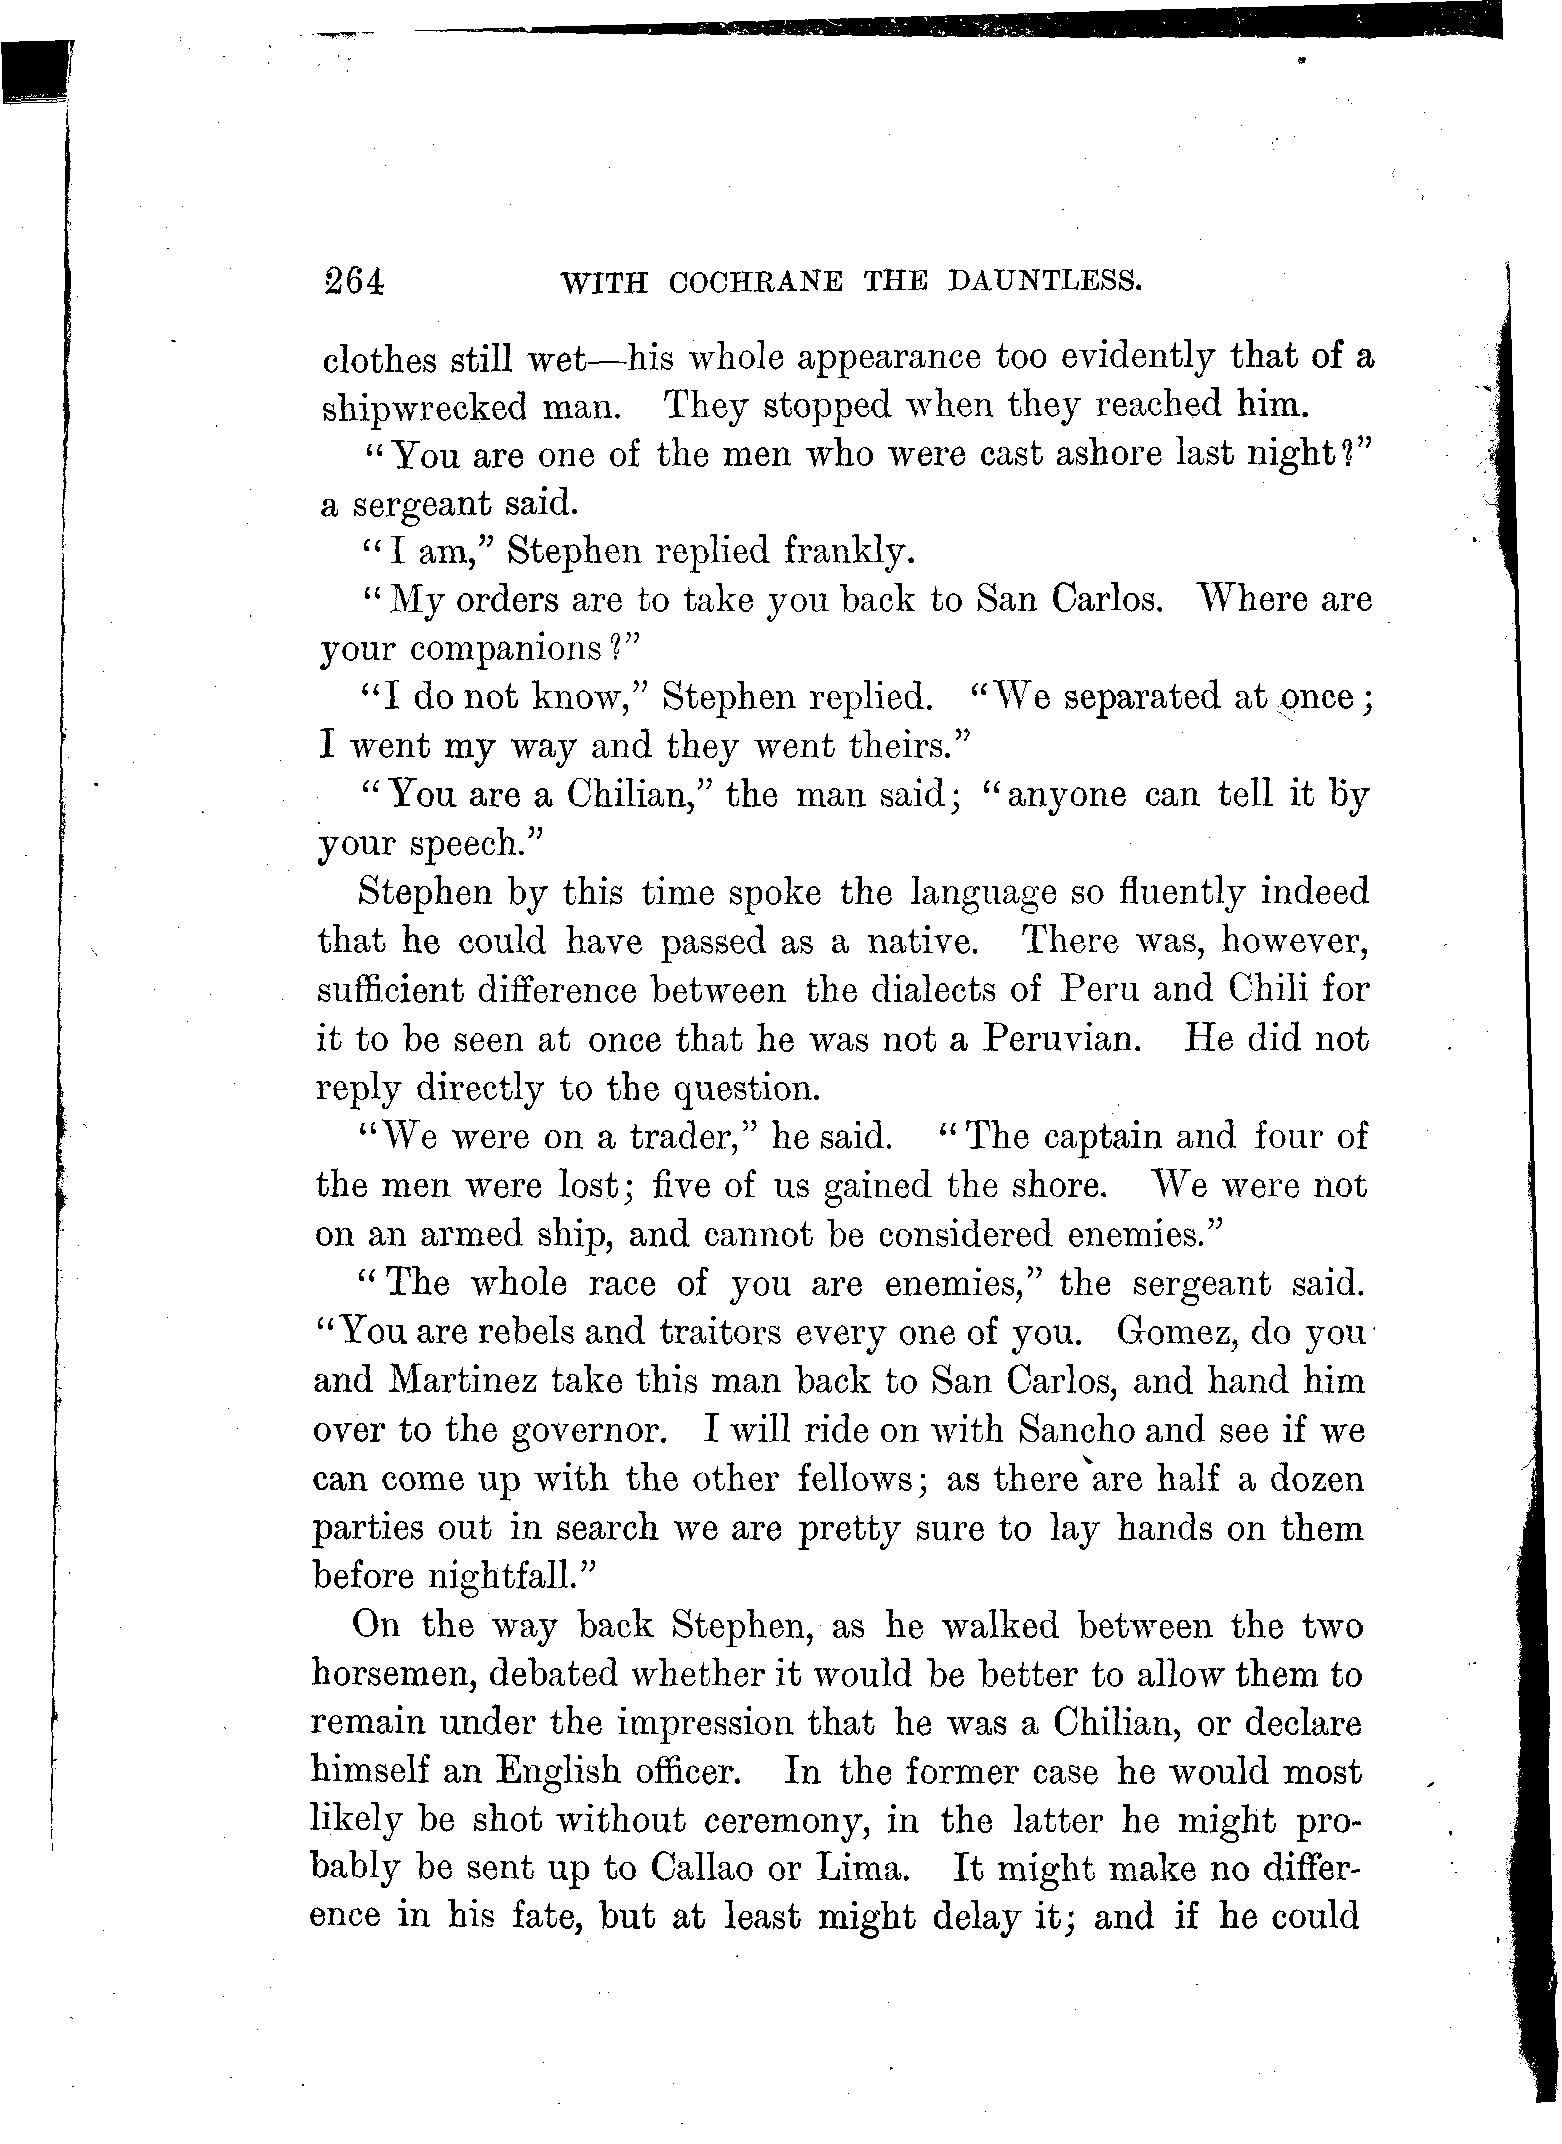 264 WITH COCHRANE THE DAUNTLESS.
clothes still wet—his whole appearance too evidently that of a
shipwrecked man. They stopped when they reached him.
“You are one of the men who were cast ashore last night?”
a sergeant said.
“I am,” Stephen replied frankly.
“My orders are to take you back to San Carlos. Where are
your companions?”
“I do not know,” Stephen replied. “We separated at once;
I went my way and they went theirs.”
“You are a Chilian,” the man said; “anyone can tell it by
your speech.”
Stephen by this time spoke the language so fluently indeed
that he could have passed as a native. There was, however,
sufficient difference between the dialects of Peru and Chili for
it to be seen at once that he was not a Peruvian. He did not
reply directly to the question.
“We were on a trader,” he said. “The captain and four of
the men were lost; five of us gained the shore. We were not
on an armed ship, and cannot be considered enemies.”
“The whole race of you are enemies,” the sergeant said.
“You are rebels and traitors every one of you. Gomez, do you
and Martinez take this man back to San Carlos, and hand him
over to the governor. I will ride on with Sancho and see if we
can come up with the other fellows; as there are half a dozen
parties out in search we are pretty sure to lay hands on them
before nightfall.”
On the way back Stephen, as he walked between the two
horsemen, debated whether it would be better to allow them to
remain under the impression that he was a Chilian, or declare
himself an English officer. In the former case he would most
likely be shot without ceremony, in the latter he might pro-
bably be sent up to Callao or Lima. It might make no differ-
ence in his fate, but at least might delay it; and if he could